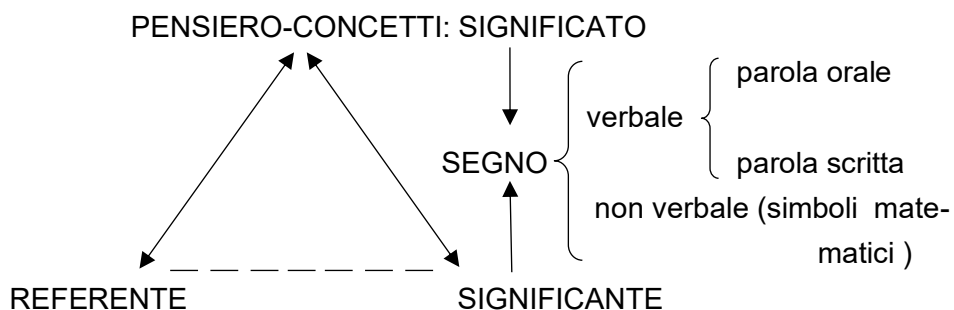 PENSIERO-CONCETTI: SIGNIFICATO
parola orale
verbale
SEGNO
parola scritta
non verbale (simboli mate-
matici )
REFERENTE
SIGNIFICANTE